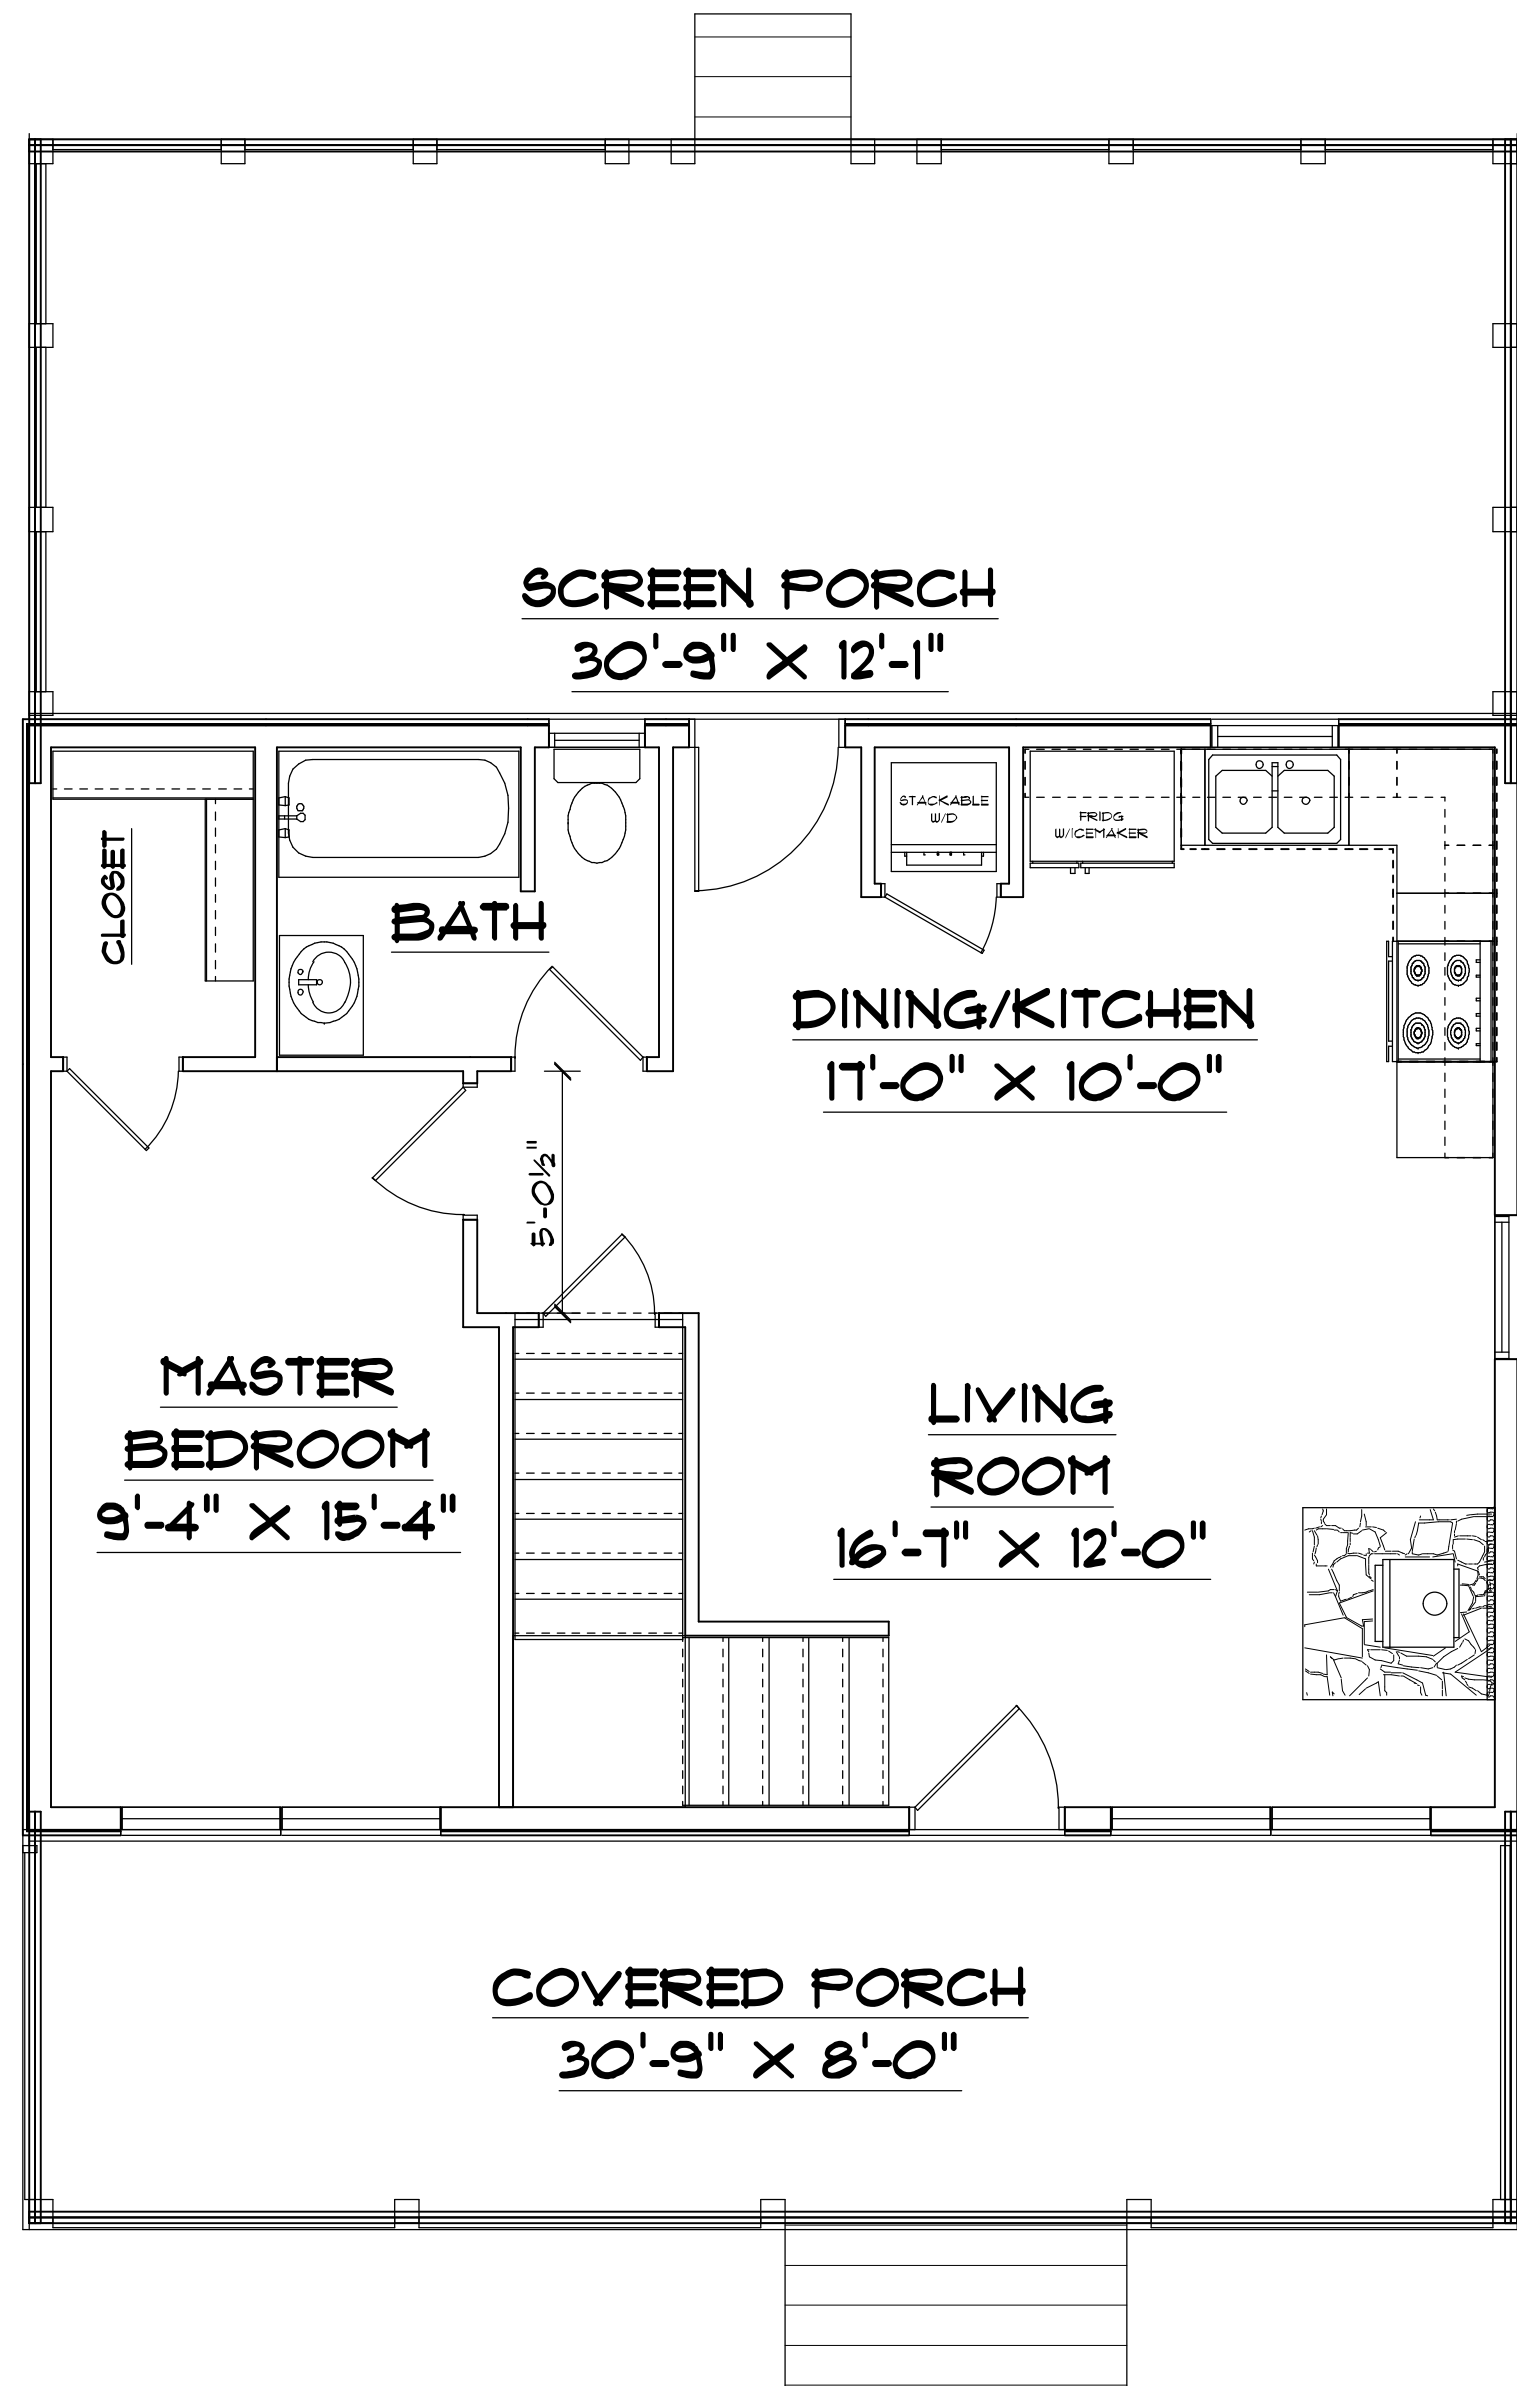 SCREEN PORCH
30'-9" X 12'-1"
STACKABLE
W/D
FRIDG
W/ICEMAKER
CLOSET
BATH
DINING/KITCHEN
17'-0" X 10'-0"
5'-0½"
MASTER
BEDROOM
9'-4" X 15'-4"
LIVING
ROOM
16'-7" X 12'-0"
COVERED PORCH
30'-9" X 8'-0"